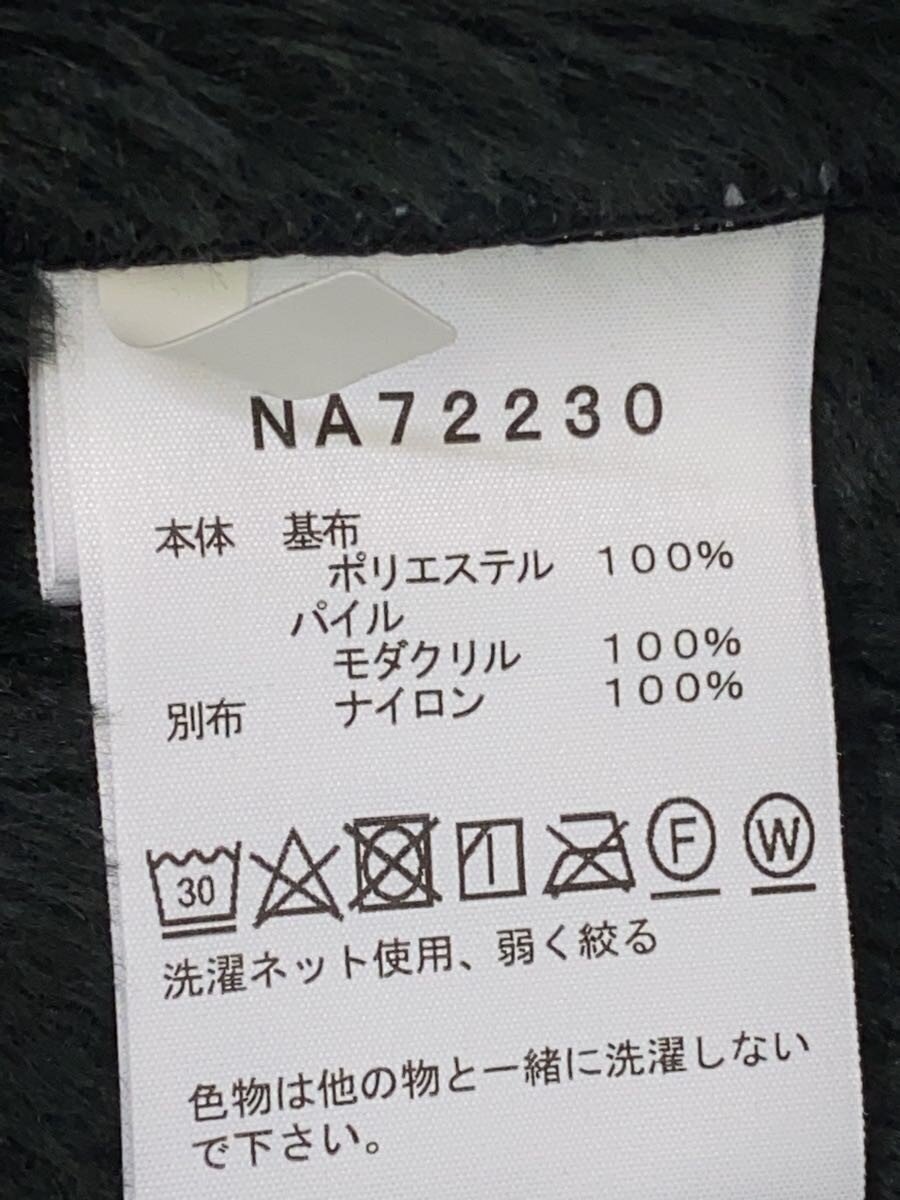 NA72230
本体 基布
ポリエステル 100%
パイル
モダクリル 100%
別布 ナイロン 100%
30 F W
洗濯ネット使用、弱く絞る
色物は他の物と一緒に洗濯しない
で下さい。